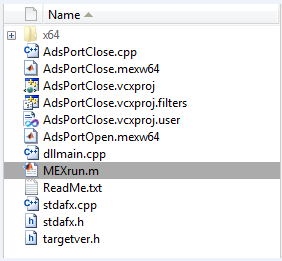 Name
x64
AdsPortClose.cpp
AdsPortClose.mexw64
AdsPortClose.vcxproj
AdsPortClose.vcxproj.filters
AdsPortClose.vcxproj.user
AdsPortOpen.mexw64
dllmain.cpp
MEXrun.m
ReadMe.txt
stdafx.cpp
stdafx.h
targetver.h